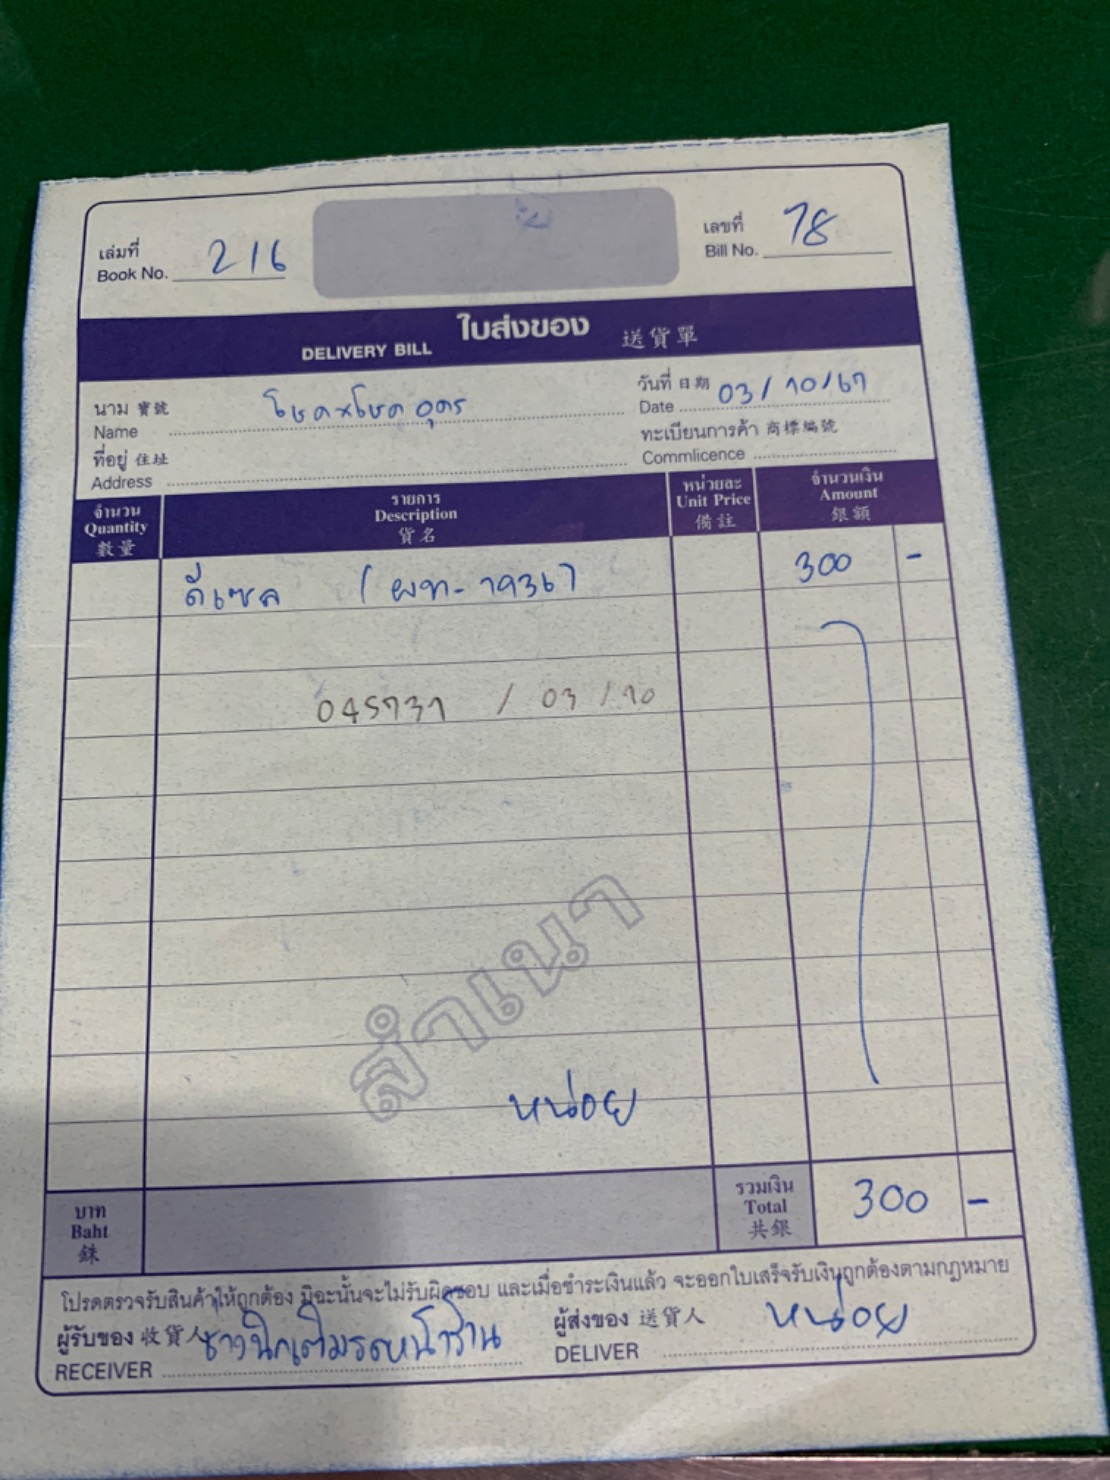 เล่มที่
Book No. 216
เลขที่
Bill No. 78
ใบส่งของ
DELIVERY BILL 送貨單
นาม 寶號 โชค×โชค อุดร
Name
วันที่ 日期 03/10/67
Date
ที่อยู่ 住址
Address
ทะเบียนการค้า 商標編號
Commlicence
จำนวน
Quantity
數量
รายการ
Description
貨名
หน่วยละ
Unit Price
備註
จำนวนเงิน
Amount
銀額
ดีเซล (ผท-1936) 300 -
045731 / 03/10
สำเนา
หน่อย
บาท
Baht
銖
รวมเงิน
Total
共銀
300 -
โปรดตรวจรับสินค้าให้ถูกต้อง มิฉะนั้นจะไม่รับผิดชอบ และเมื่อชำระเงินแล้ว จะออกใบเสร็จรับเงินถูกต้องตามกฎหมาย
ผู้รับของ 收貨人
RECEIVER
ผู้ส่งของ 送貨人 หน่อย
DELIVER